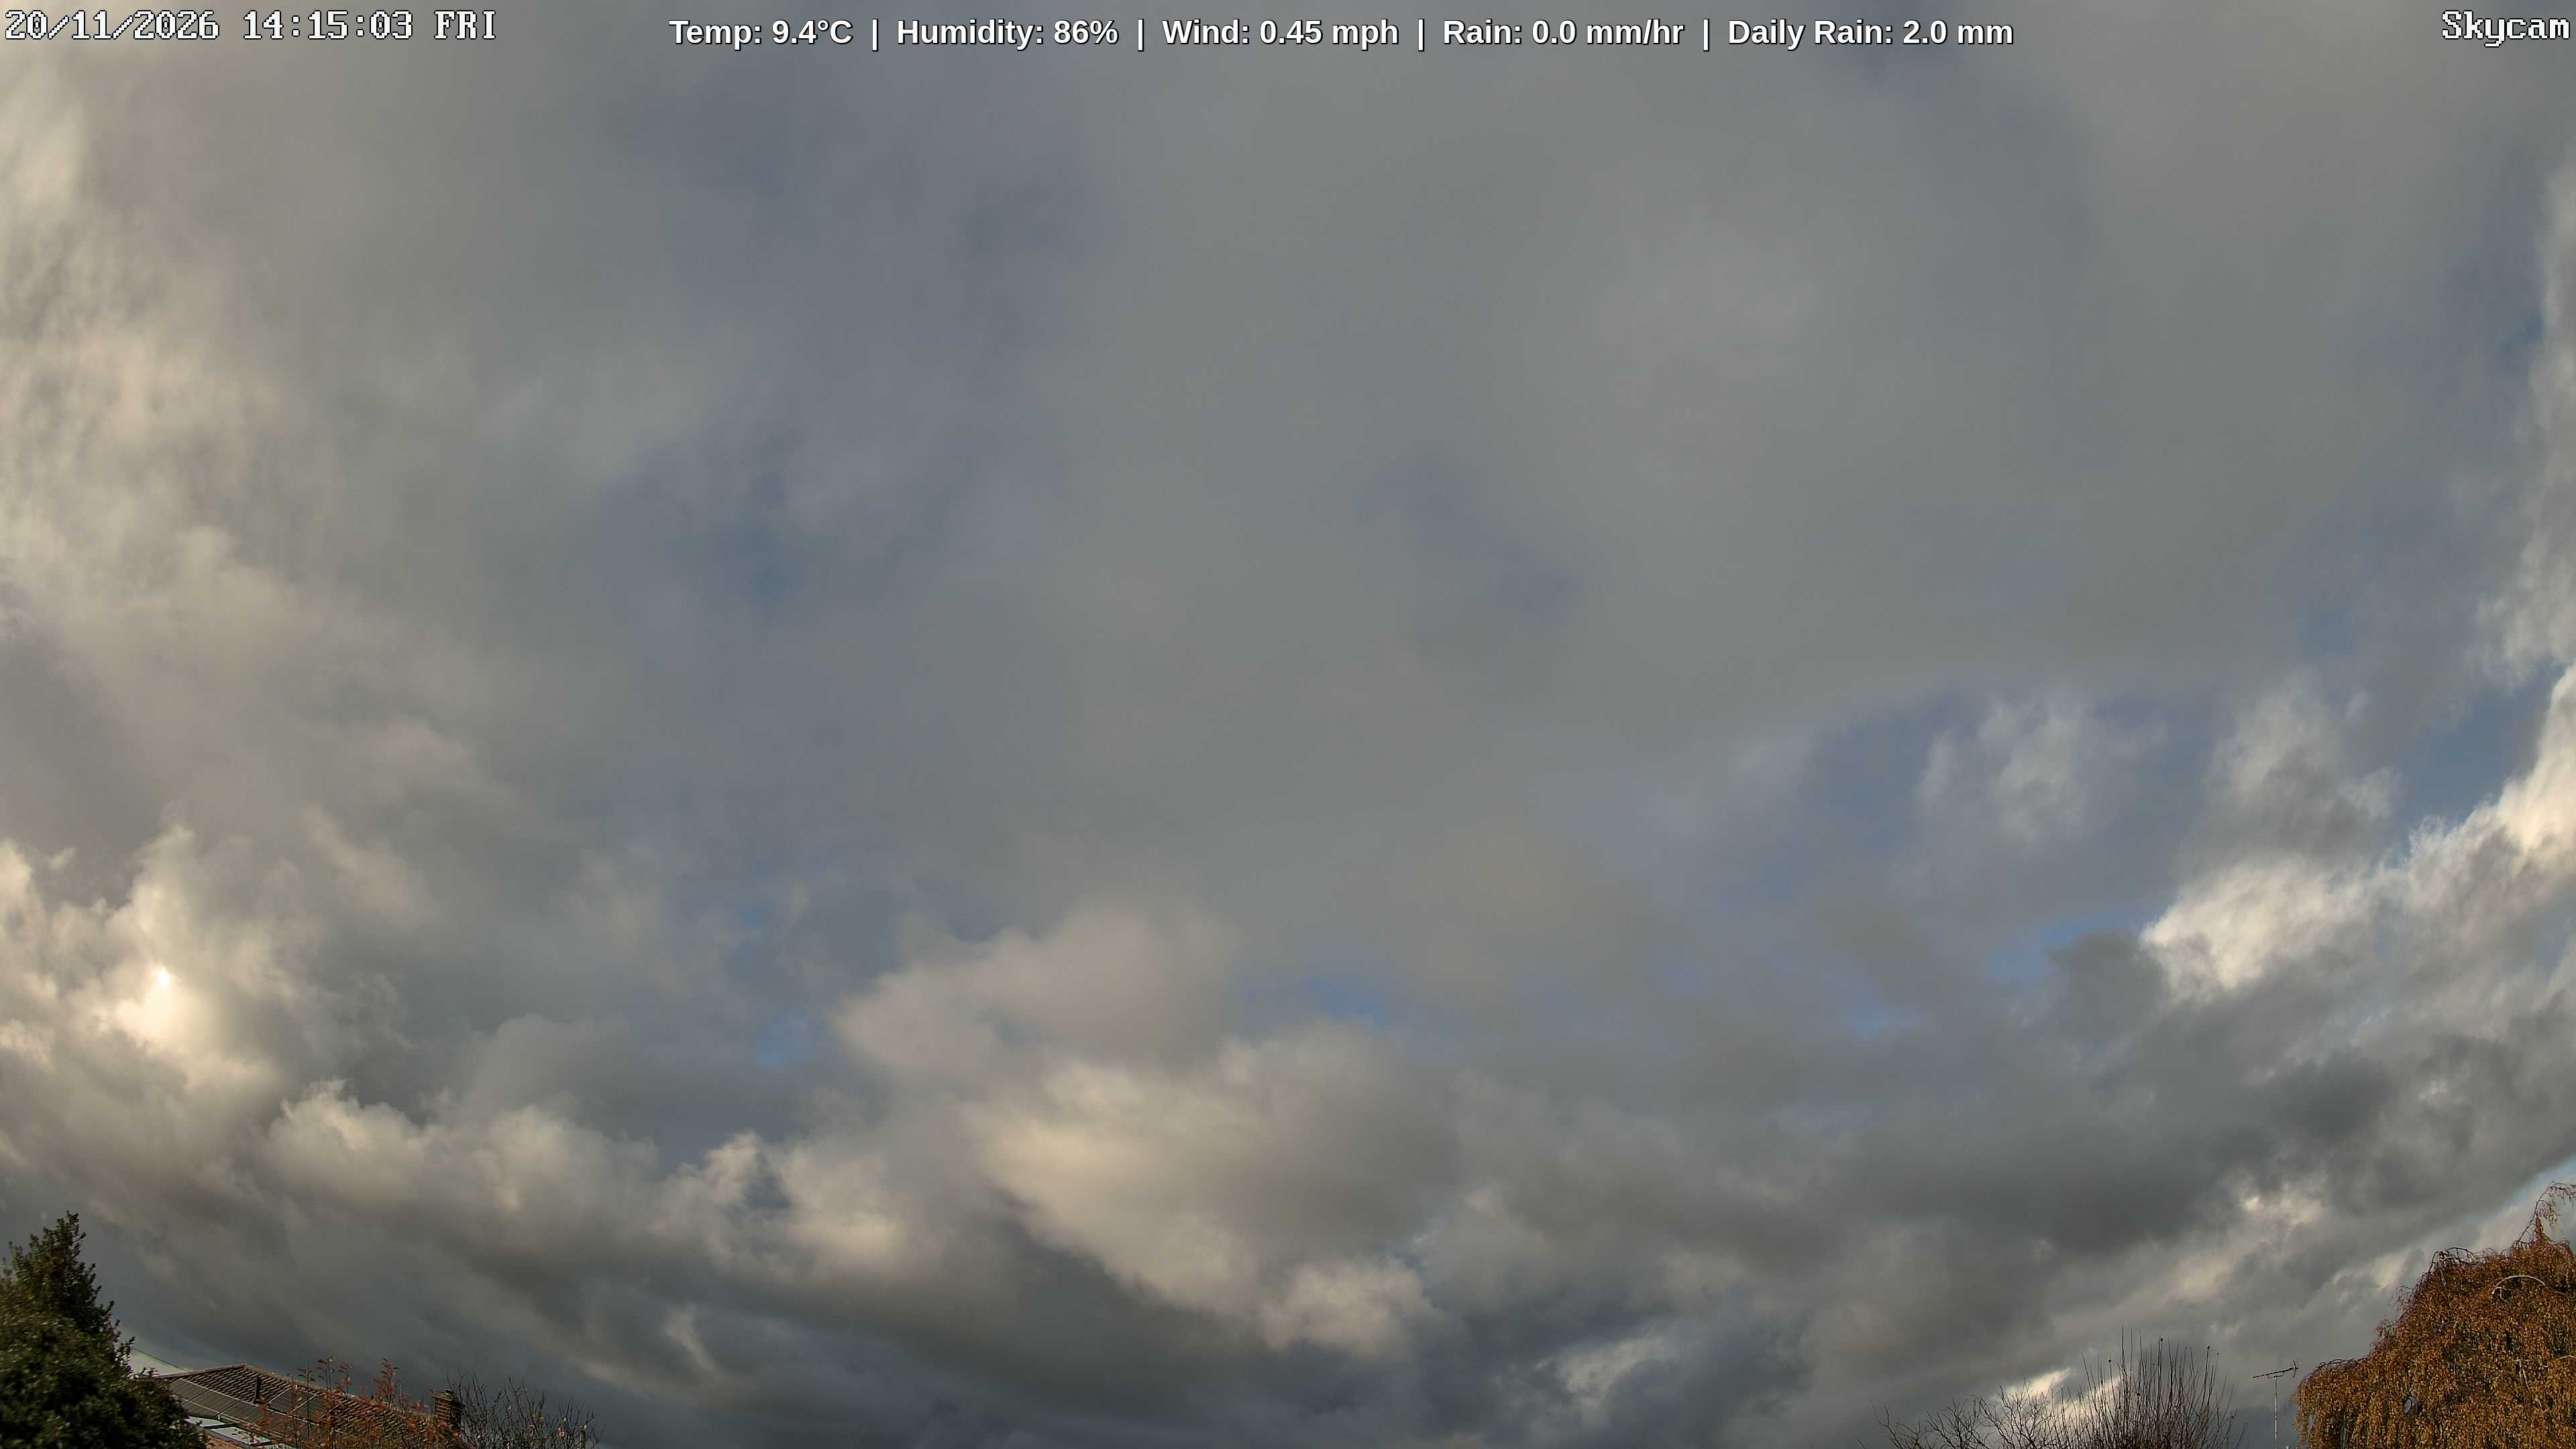 20/11/2026 14:15:03 FRI
Temp: 9.4°C | Humidity: 86% | Wind: 0.45 mph | Rain: 0.0 mm/hr | Daily Rain: 2.0 mm
Skycam